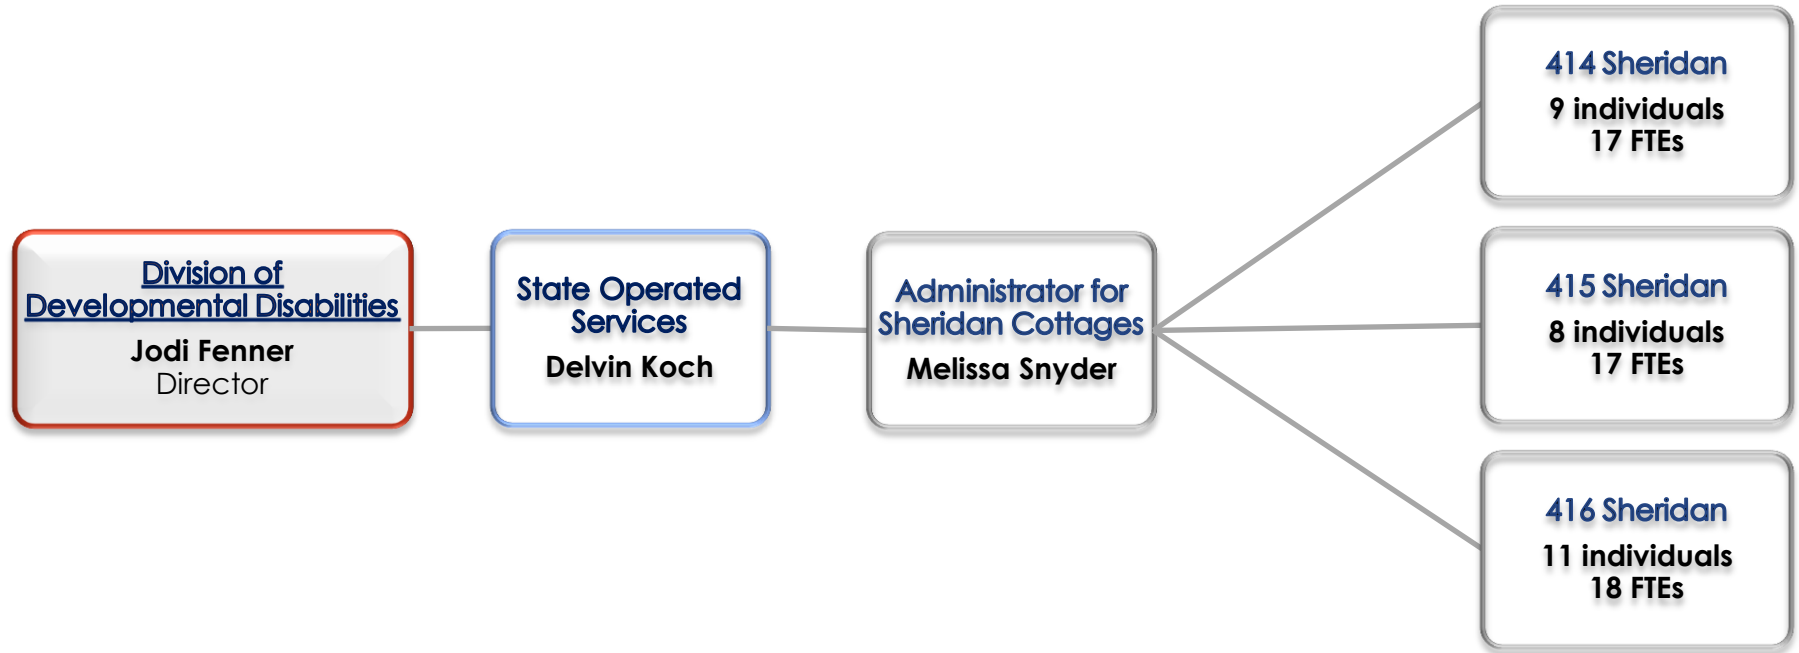 Division of
Developmental Disabilities
Jodi Fenner
Director
State Operated
Services
Delvin Koch
Administrator for
Sheridan Cottages
Melissa Snyder
414 Sheridan
9 individuals
17 FTEs
415 Sheridan
8 individuals
17 FTEs
416 Sheridan
11 individuals
18 FTEs